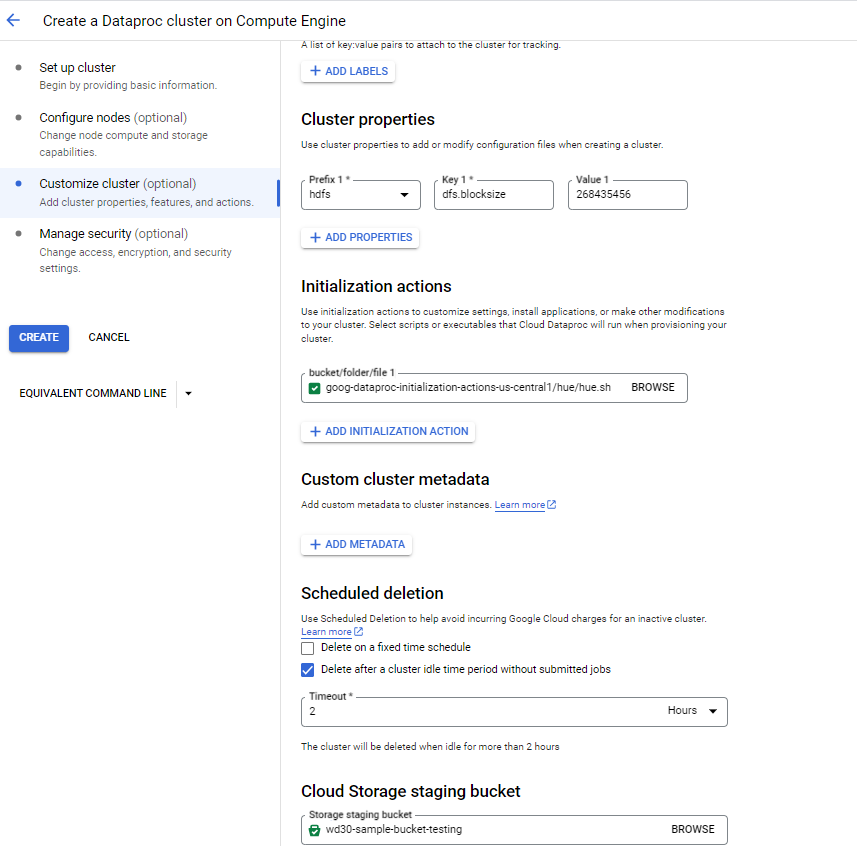 Create a Dataproc cluster on Compute Engine
Set up cluster
Begin by providing basic information.
Configure nodes (optional)
Change node compute and storage
capabilities.
Customize cluster (optional)
Add cluster properties, features, and actions.
Manage security (optional)
Change access, encryption, and security
settings.
CREATE
CANCEL
EQUIVALENT COMMAND LINE
A list of key:value pairs to attach to the cluster for tracking.
+ ADD LABELS
Cluster properties
Use cluster properties to add or modify configuration files when creating a cluster.
Prefix 1 *
hdfs
Key 1 *
dfs.blocksize
Value 1
268435456
+ ADD PROPERTIES
Initialization actions
Use initialization actions to customize settings, install applications, or make other modifications
to your cluster. Select scripts or executables that Cloud Dataproc will run when provisioning your
cluster.
bucket/folder/file 1
goog-dataproc-initialization-actions-us-central1/hue/hue.sh BROWSE
+ ADD INITIALIZATION ACTION
Custom cluster metadata
Add custom metadata to cluster instances. Learn more
+ ADD METADATA
Scheduled deletion
Use Scheduled Deletion to help avoid incurring Google Cloud charges for an inactive cluster.
Learn more
Delete on a fixed time schedule
Delete after a cluster idle time period without submitted jobs
Timeout *
2 Hours
The cluster will be deleted when idle for more than 2 hours
Cloud Storage staging bucket
Storage staging bucket
wd30-sample-bucket-testing BROWSE